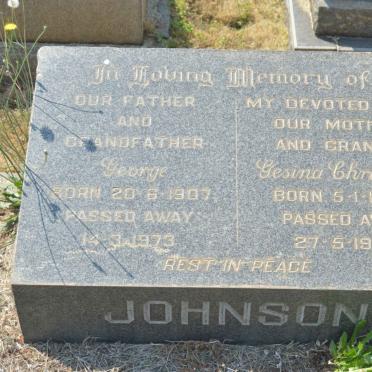 In Loving Memory of
OUR FATHER
AND
GRANDFATHER
George
BORN 20-6-1907
PASSED AWAY
14-3-1973
MY DEVOTED
OUR MOTH
AND GRAN
Gesina Chr
BORN 5-1-1
PASSED A
27-5-19
REST IN PEACE
JOHNSON